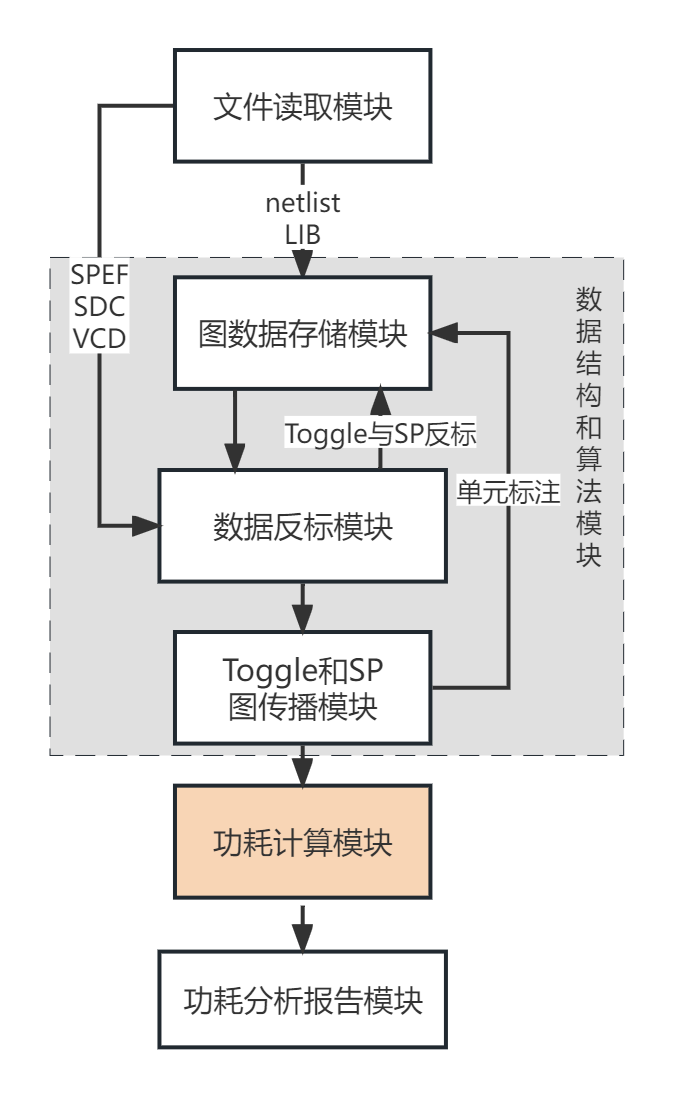 文件读取模块
netlist
LIB
SPEF
SDC
VCD
图数据存储模块
Toggle与SP反标
单元标注
数据结构和算法模块
数据反标模块
Toggle和SP
图传播模块
功耗计算模块
功耗分析报告模块